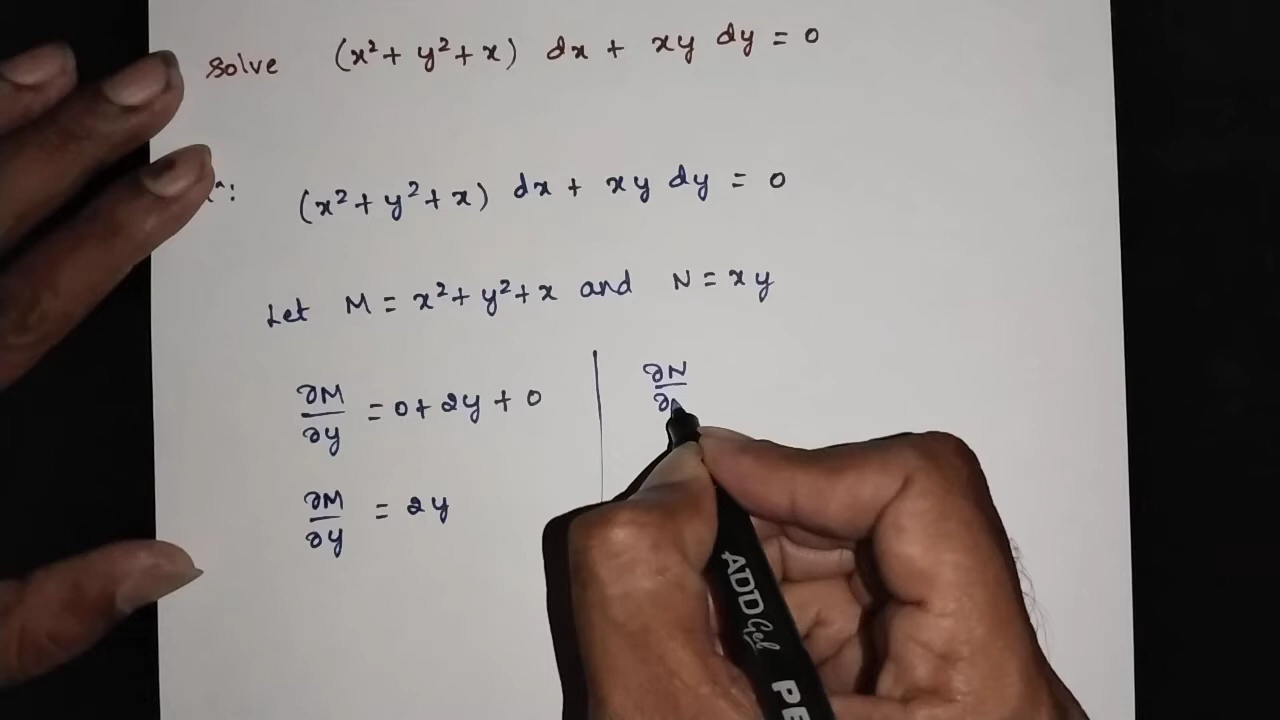 Solve (x² + y² + x) dx + xy dy = 0
(x² + y² + x) dx + xy dy = 0
Let M = x² + y² + x and N = xy
∂M/∂y = 0 + 2y + 0
∂N
∂M/∂y = 2y
ADD Gel